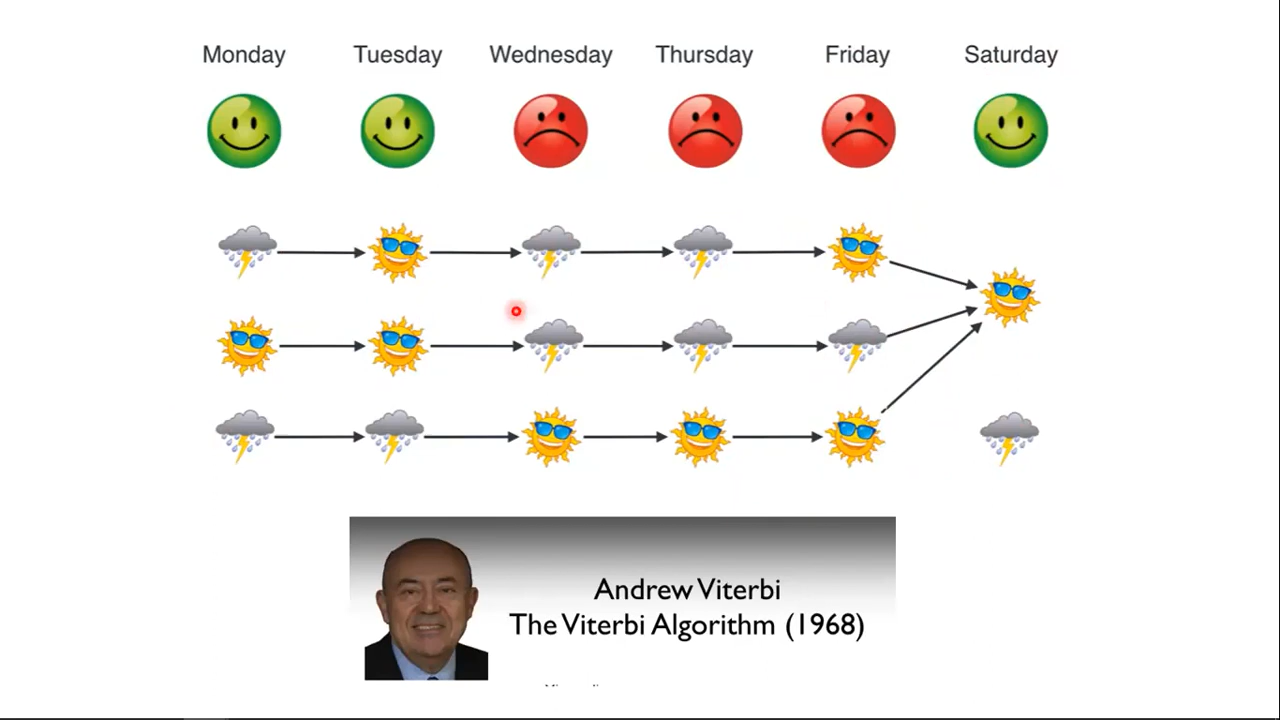 Monday Tuesday Wednesday Thursday Friday Saturday
Andrew Viterbi
The Viterbi Algorithm (1968)